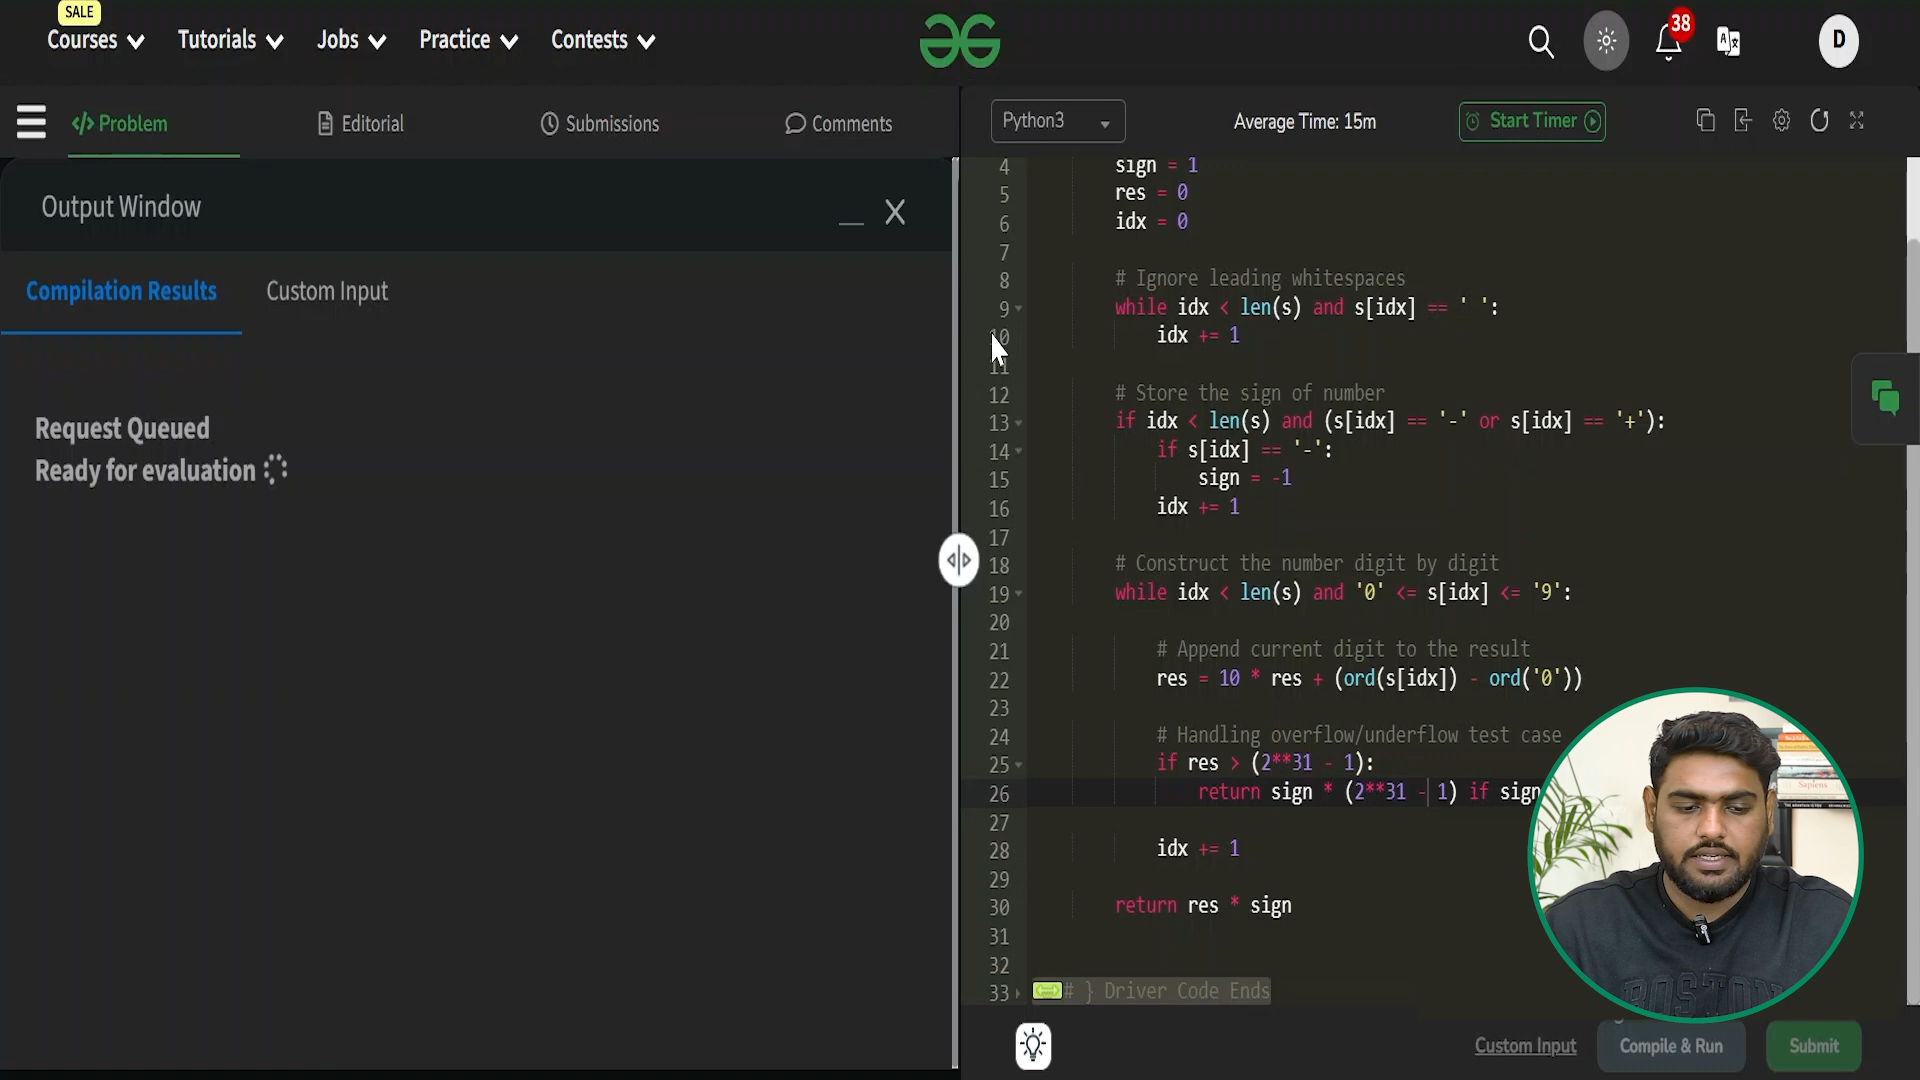 SALE
Courses
Tutorials
Jobs
Practice
Contests
38
D
Problem
Editorial
Submissions
Comments
Output Window
Compilation Results
Custom Input
Request Queued
Ready for evaluation
Python3
Average Time: 15m
Start Timer
4 sign = 1
5 res = 0
6 idx = 0
7
8 # Ignore leading whitespaces
9 while idx < len(s) and s[idx] == ' ':
10 idx += 1
11
12 # Store the sign of number
13 if idx < len(s) and (s[idx] == '-' or s[idx] == '+'):
14 if s[idx] == '-':
15 sign = -1
16 idx += 1
17
18 # Construct the number digit by digit
19 while idx < len(s) and '0' <= s[idx] <= '9':
20
21 # Append current digit to the result
22 res = 10 * res + (ord(s[idx]) - ord('0'))
23
24 # Handling overflow/underflow test case
25 if res > (2**31 - 1):
26 return sign * (2**31 - 1) if sign
27
28 idx += 1
29
30 return res * sign
31
32
33 # } Driver Code Ends
Custom Input
Compile & Run
Submit
BOSTON